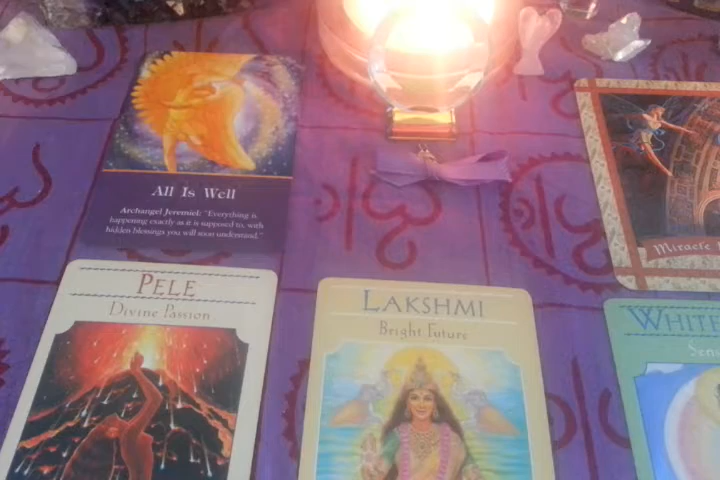 All Is Well
Archangel Jeremiel: "Everything is
happening exactly as it is supposed to, with
hidden blessings you will soon understand."
Miracle
PELE
Divine Passion
LAKSHMI
Bright Future
WHITE